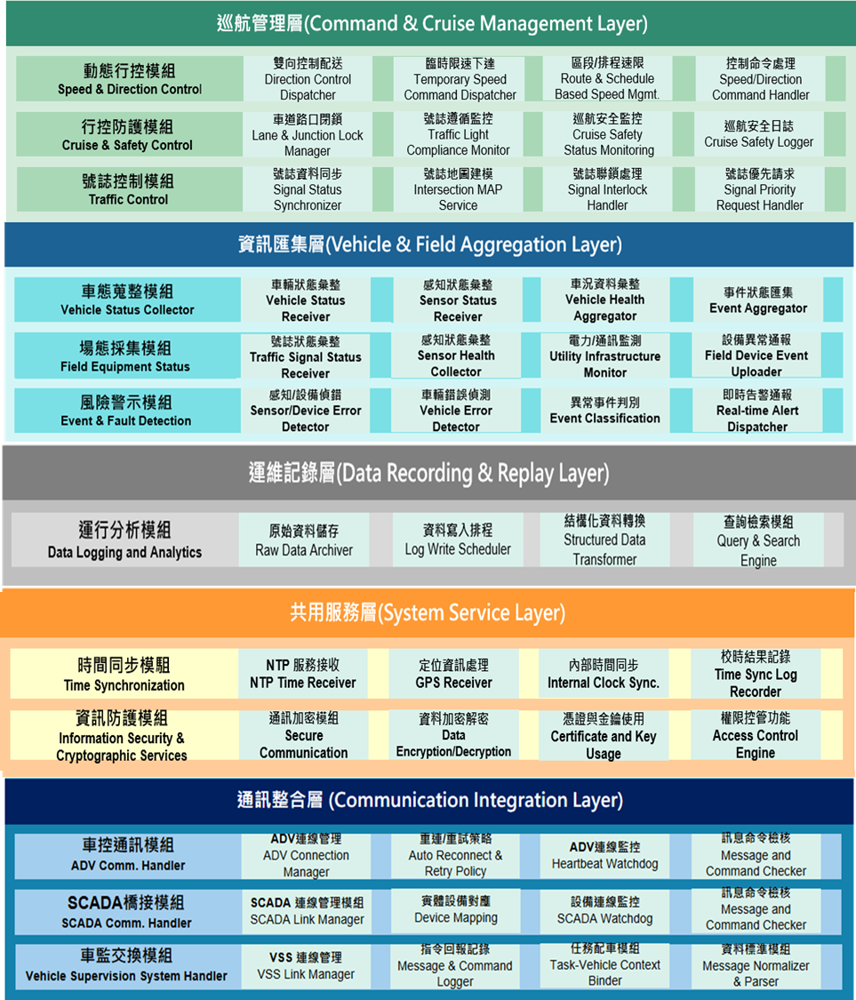 巡航管理層(Command & Cruise Management Layer)
動態行控模組
Speed & Direction Control
雙向控制配送
Direction Control
Dispatcher
臨時限速下達
Temporary Speed
Command Dispatcher
區段/排程速限
Route & Schedule
Based Speed Mgmt.
控制命令處理
Speed/Direction
Command Handler
行控防護模組
Cruise & Safety Control
車道路口閉鎖
Lane & Junction Lock
Manager
號誌遵循監控
Traffic Light
Compliance Monitor
巡航安全監控
Cruise Safety
Status Monitoring
巡航安全日誌
Cruise Safety Logger
號誌控制模組
Traffic Control
號誌資料同步
Signal Status
Synchronizer
號誌地圖建模
Intersection MAP
Service
號誌聯鎖處理
Signal Interlock
Handler
號誌優先請求
Signal Priority
Request Handler
資訊匯集層(Vehicle & Field Aggregation Layer)
車態蒐整模組
Vehicle Status Collector
車輛狀態彙整
Vehicle Status
Receiver
感知狀態彙整
Sensor Status
Receiver
車況資料彙整
Vehicle Health
Aggregator
事件狀態匯集
Event Aggregator
場態採集模組
Field Equipment Status
號誌狀態彙整
Traffic Signal Status
Receiver
感知狀態彙整
Sensor Health
Collector
電力/通訊監測
Utility Infrastructure
Monitor
設備異常通報
Field Device Event
Uploader
風險警示模組
Event & Fault Detection
感知/設備偵錯
Sensor/Device Error
Detector
車輛錯誤偵測
Vehicle Error
Detector
異常事件判別
Event Classification
即時告警通報
Real-time Alert
Dispatcher
運維記錄層(Data Recording & Replay Layer)
運行分析模組
Data Logging and Analytics
原始資料儲存
Raw Data Archiver
資料寫入排程
Log Write Scheduler
結構化資料轉換
Structured Data
Transformer
查詢檢索模組
Query & Search
Engine
共用服務層(System Service Layer)
時間同步模組
Time Synchronization
NTP 服務接收
NTP Time Receiver
定位資訊處理
GPS Receiver
內部時間同步
Internal Clock Sync.
校時結果記錄
Time Sync Log
Recorder
資訊防護模組
Information Security &
Cryptographic Services
通訊加密模組
Secure
Communication
資料加密解密
Data
Encryption/Decryption
憑證與金鑰使用
Certificate and Key
Usage
權限控管功能
Access Control
Engine
通訊整合層 (Communication Integration Layer)
車控通訊模組
ADV Comm. Handler
ADV連線管理
ADV Connection
Manager
重連/重試策略
Auto Reconnect &
Retry Policy
ADV連線監控
Heartbeat Watchdog
訊息命令檢核
Message and
Command Checker
SCADA橋接模組
SCADA Comm. Handler
SCADA 連線管理模組
SCADA Link Manager
實體設備對應
Device Mapping
設備連線監控
SCADA Watchdog
訊息命令檢核
Message and
Command Checker
車監交換模組
Vehicle Supervision System Handler
VSS 連線管理
VSS Link Manager
指令回報記錄
Message & Command
Logger
任務配車模組
Task-Vehicle Context
Binder
資料標準模組
Message Normalizer
& Parser